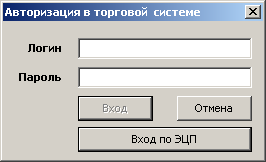 Авторизация в торговой системе
Логин
Пароль
Вход
Отмена
Вход по ЭЦП